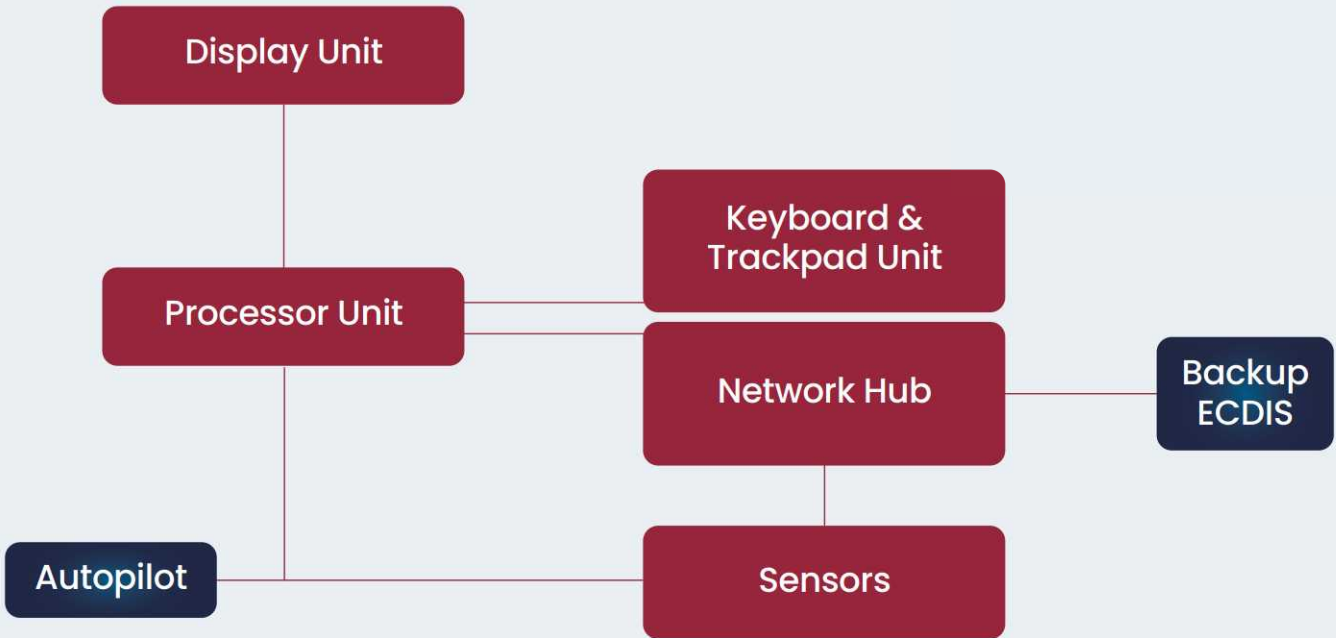 Display Unit
Keyboard &
Trackpad Unit
Processor Unit
Network Hub
Backup
ECDIS
Autopilot
Sensors